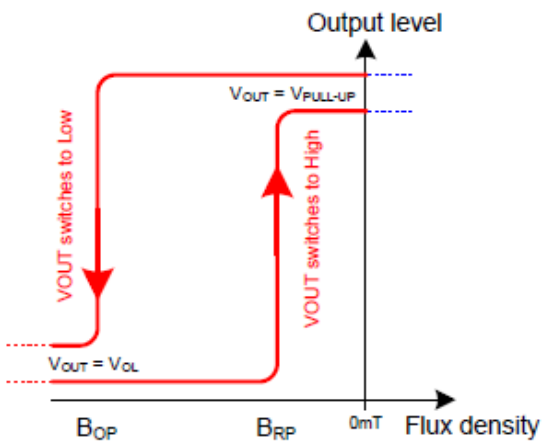 Output level
VOUT = VPULL-UP
VOUT switches to Low
VOUT switches to High
VOUT = VOL
BOP
BRP
0mT
Flux density